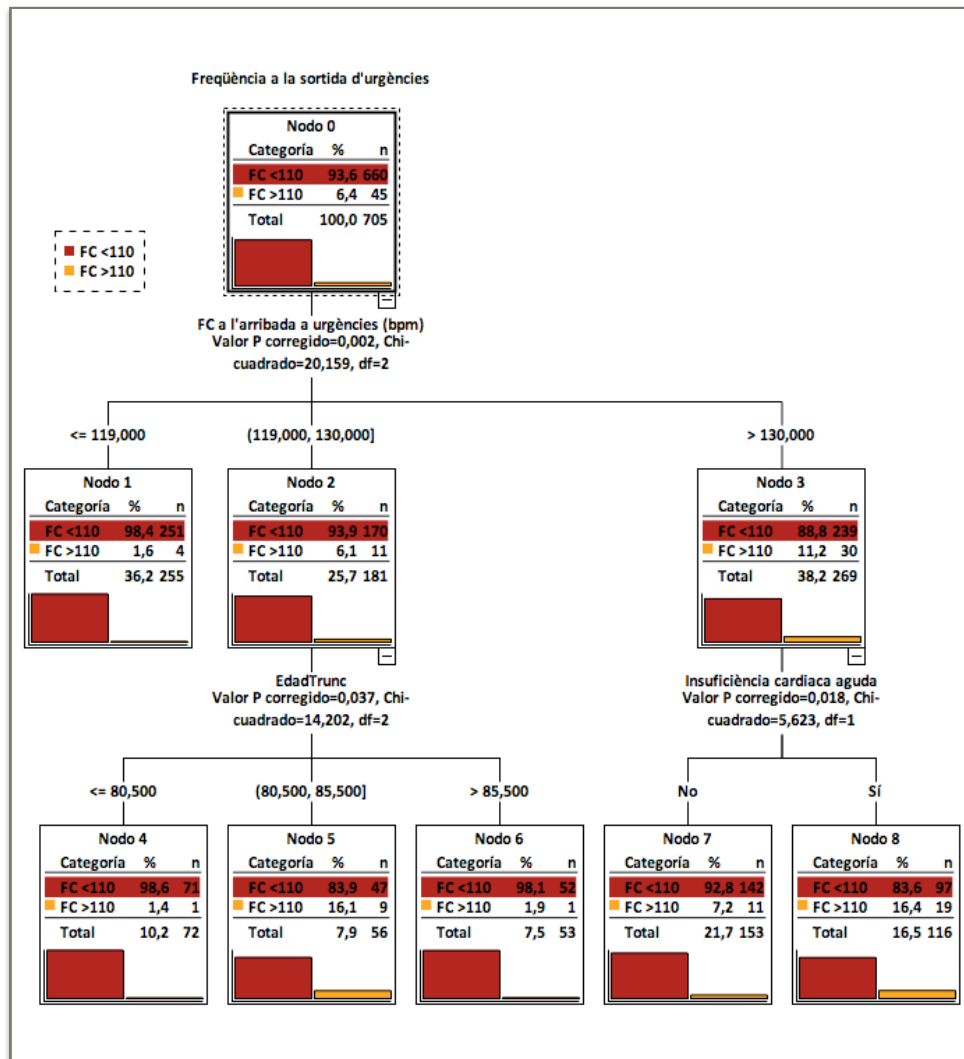 Freqüència a la sortida d'urgències
Nodo 0
Categoría % n
FC <110 93,6 660
FC >110 6,4 45
Total 100,0 705
FC <110
FC >110
FC a l'arribada a urgències (bpm)
Valor P corregido=0,002, Chi-
cuadrado=20,159, df=2
<= 119,000
(119,000, 130,000]
> 130,000
Nodo 1
Categoría % n
FC <110 98,4 251
FC >110 1,6 4
Total 36,2 255
Nodo 2
Categoría % n
FC <110 93,9 170
FC >110 6,1 11
Total 25,7 181
Nodo 3
Categoría % n
FC <110 88,8 239
FC >110 11,2 30
Total 38,2 269
EdadTrunc
Valor P corregido=0,037, Chi-
cuadrado=14,202, df=2
Insuficiència cardiaca aguda
Valor P corregido=0,018, Chi-
cuadrado=5,623, df=1
<= 80,500
(80,500, 85,500]
> 85,500
No
Sí
Nodo 4
Categoría % n
FC <110 98,6 71
FC >110 1,4 1
Total 10,2 72
Nodo 5
Categoría % n
FC <110 83,9 47
FC >110 16,1 9
Total 7,9 56
Nodo 6
Categoría % n
FC <110 98,1 52
FC >110 1,9 1
Total 7,5 53
Nodo 7
Categoría % n
FC <110 92,8 142
FC >110 7,2 11
Total 21,7 153
Nodo 8
Categoría % n
FC <110 83,6 97
FC >110 16,4 19
Total 16,5 116